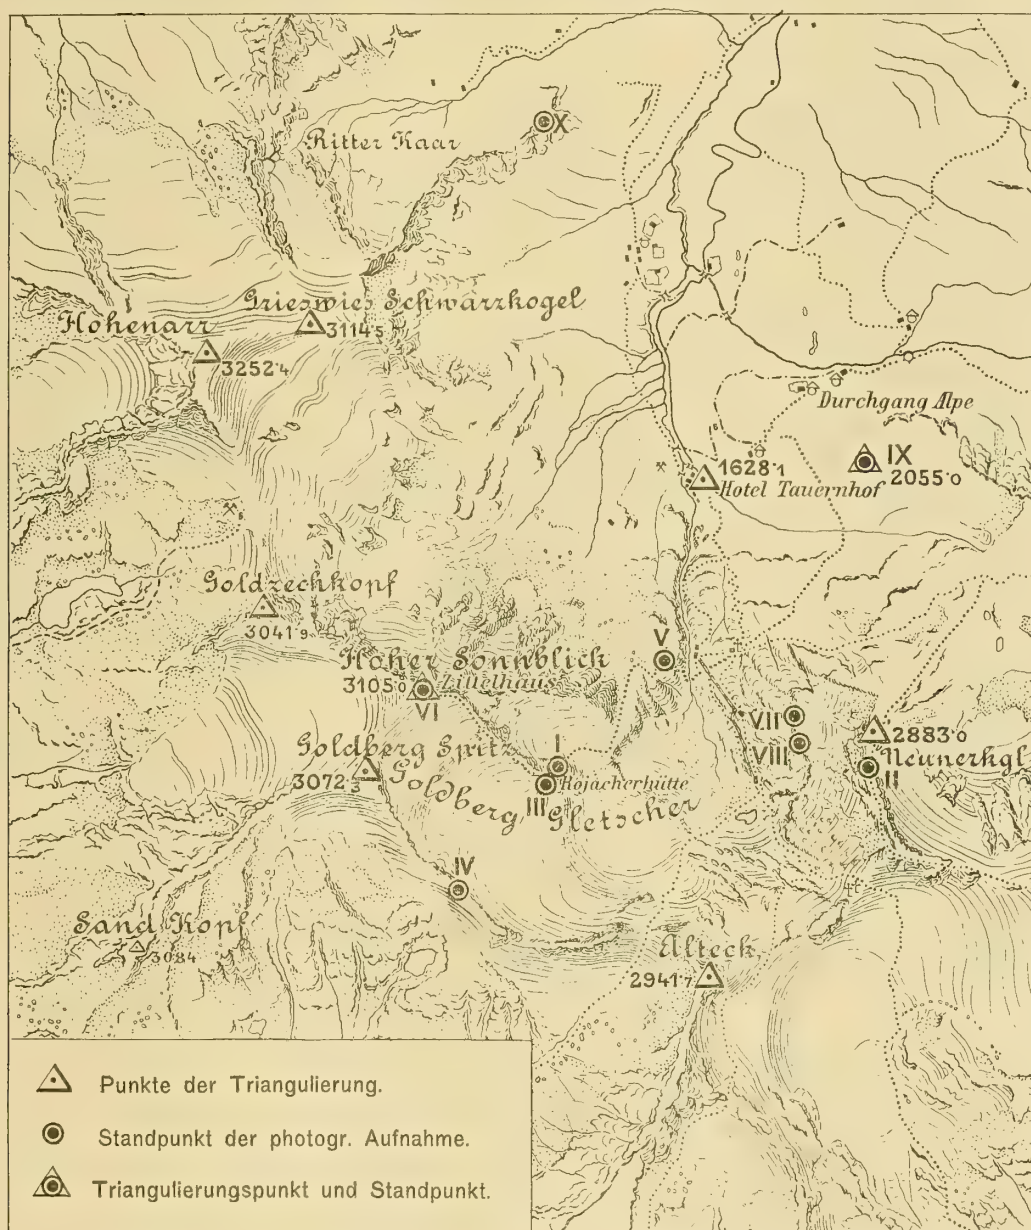 Ritter Kaar
X
Grieswies Schwarzkogel
3114·5
Hohenarr
3252·4
Durchgang Alpe
1628·1
Hotel Tauernhof
IX
2055·0
Goldzechkopf
3041·9
V
Hoher Sonnblick
3105·0
Zittelhaus
VI
VII
VIII
2883·0
Neunerkgl
II
Goldberg Spitz
3072·3
I
Rojacherhütte
III
Goldberg Gletscher
IV
Sand Kopf
3084
Alteck
2941·7
Punkte der Triangulierung.
Standpunkt der photogr. Aufnahme.
Triangulierungspunkt und Standpunkt.